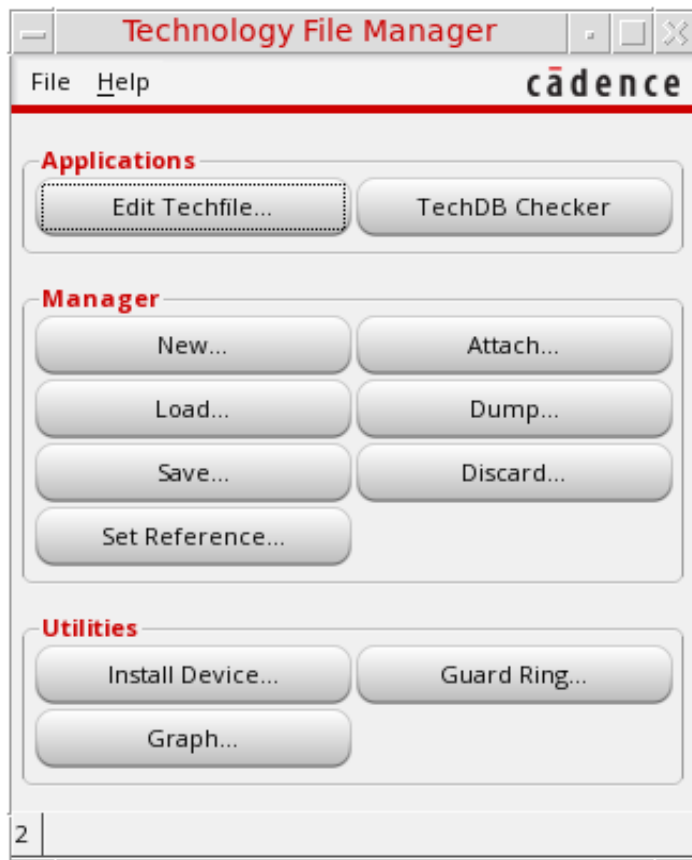 Technology File Manager
File Help cādence
Applications
Edit Techfile... TechDB Checker
Manager
New... Attach...
Load... Dump...
Save... Discard...
Set Reference...
Utilities
Install Device... Guard Ring...
Graph...
2